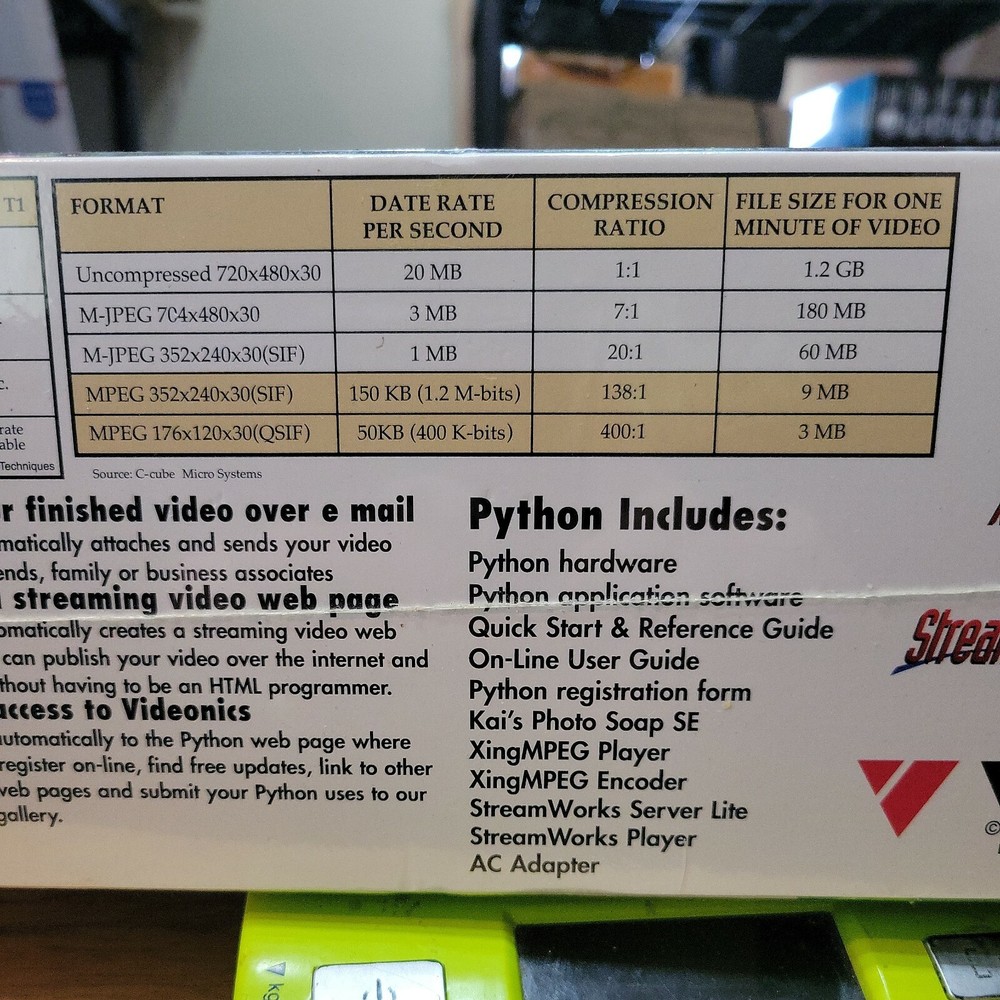 T1
FORMAT DATE RATE PER SECOND COMPRESSION RATIO FILE SIZE FOR ONE MINUTE OF VIDEO
Uncompressed 720x480x30 20 MB 1:1 1.2 GB
M-JPEG 704x480x30 3 MB 7:1 180 MB
M-JPEG 352x240x30(SIF) 1 MB 20:1 60 MB
MPEG 352x240x30(SIF) 150 KB (1.2 M-bits) 138:1 9 MB
MPEG 176x120x30(QSIF) 50KB (400 K-bits) 400:1 3 MB
c.
rate
able
Techniques
Source: C-cube Micro Systems
r finished video over e mail
matically attaches and sends your video
ends, family or business associates
streaming video web page
omatically creates a streaming video web
can publish your video over the internet and
thout having to be an HTML programmer.
access to Videonics
automatically to the Python web page where
register on-line, find free updates, link to other
web pages and submit your Python uses to our
gallery.
Python Includes:
Python hardware
Python application software
Quick Start & Reference Guide
On-Line User Guide
Python registration form
Kai's Photo Soap SE
XingMPEG Player
XingMPEG Encoder
StreamWorks Server Lite
StreamWorks Player
AC Adapter
Strea
©
kg